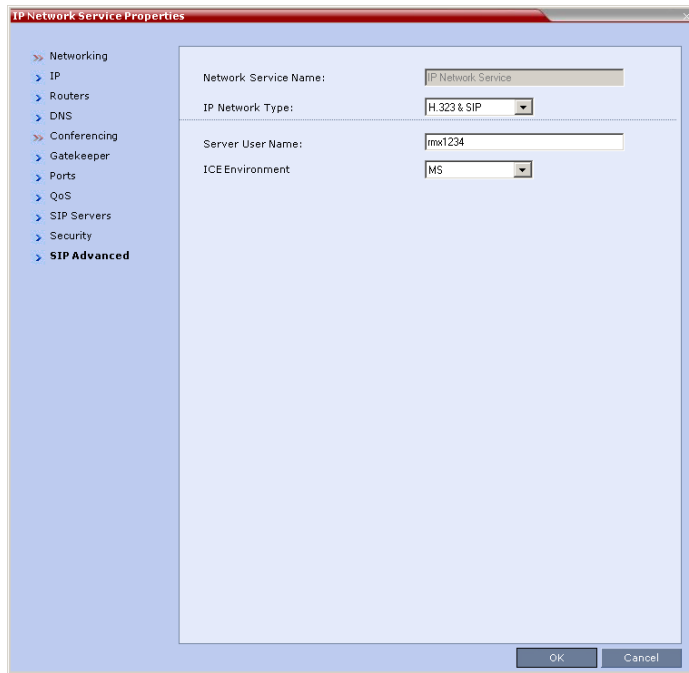 IP Network Service Properties
Networking
IP
Routers
DNS
Conferencing
Gatekeeper
Ports
QoS
SIP Servers
Security
SIP Advanced
Network Service Name: IP Network Service
IP Network Type: H.323 & SIP
Server User Name: rmx1234
ICE Environment MS
OK Cancel